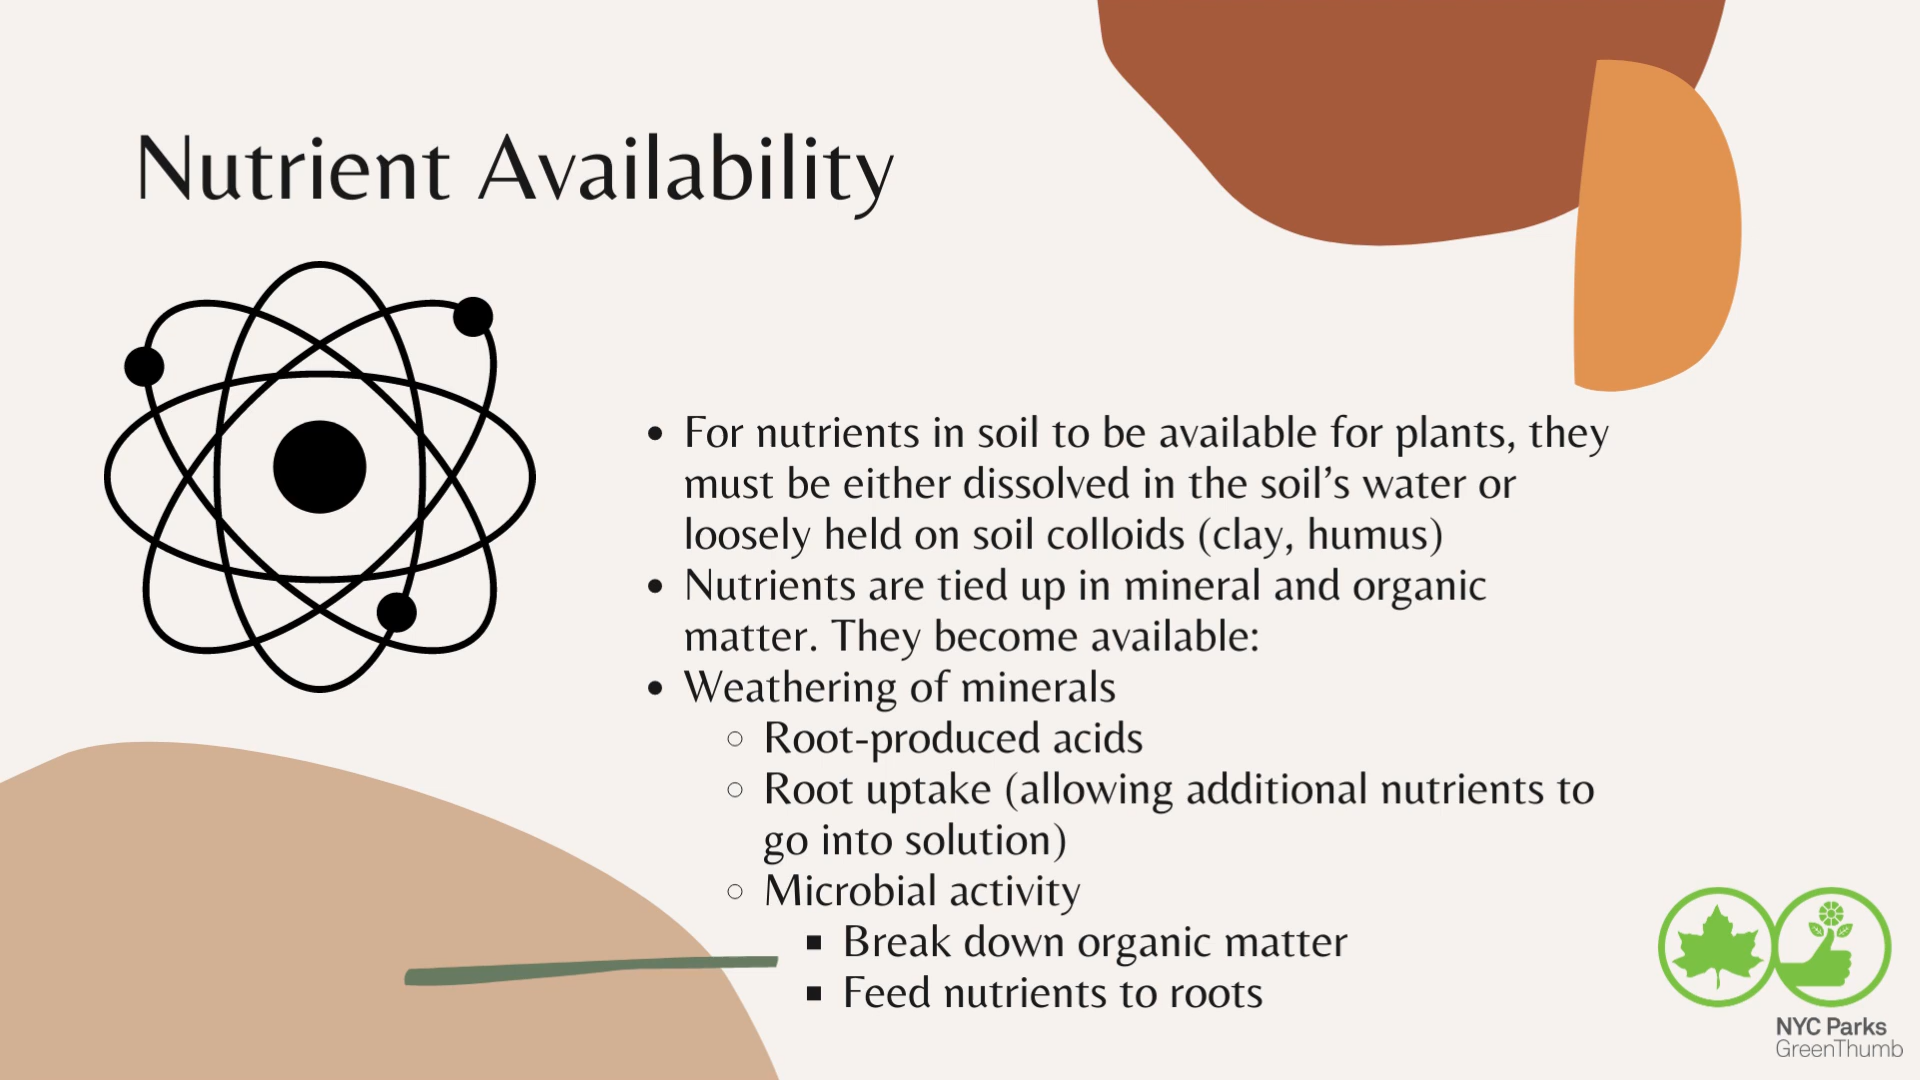 Nutrient Availability
• For nutrients in soil to be available for plants, they
must be either dissolved in the soil’s water or
loosely held on soil colloids (clay, humus)
• Nutrients are tied up in mineral and organic
matter. They become available:
• Weathering of minerals
○ Root-produced acids
○ Root uptake (allowing additional nutrients to
go into solution)
○ Microbial activity
▪ Break down organic matter
▪ Feed nutrients to roots
NYC Parks
GreenThumb